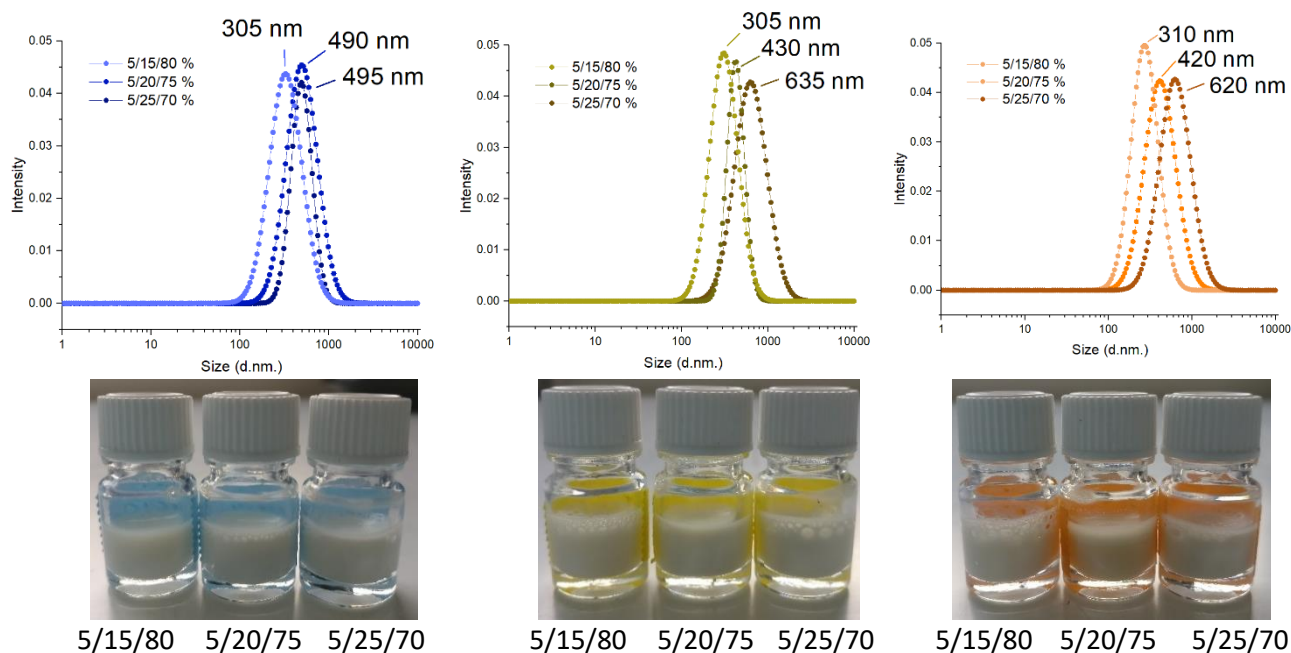 305 nm
490 nm
495 nm
0.05
0.04
0.03
0.02
0.01
0.00
Intensity
5/15/80 %
5/20/75 %
5/25/70 %
1
10
100
1000
10000
Size (d.nm.)
305 nm
430 nm
635 nm
0.05
0.04
0.03
0.02
0.01
0.00
Intensity
5/15/80 %
5/20/75 %
5/25/70 %
1
10
100
1000
10000
Size (d.nm.)
310 nm
420 nm
620 nm
0.05
0.04
0.03
0.02
0.01
0.00
Intensity
5/15/80 %
5/20/75 %
5/25/70 %
1
10
100
1000
10000
Size (d.nm.)
5/15/80 5/20/75 5/25/70
5/15/80 5/20/75 5/25/70
5/15/80 5/20/75 5/25/70